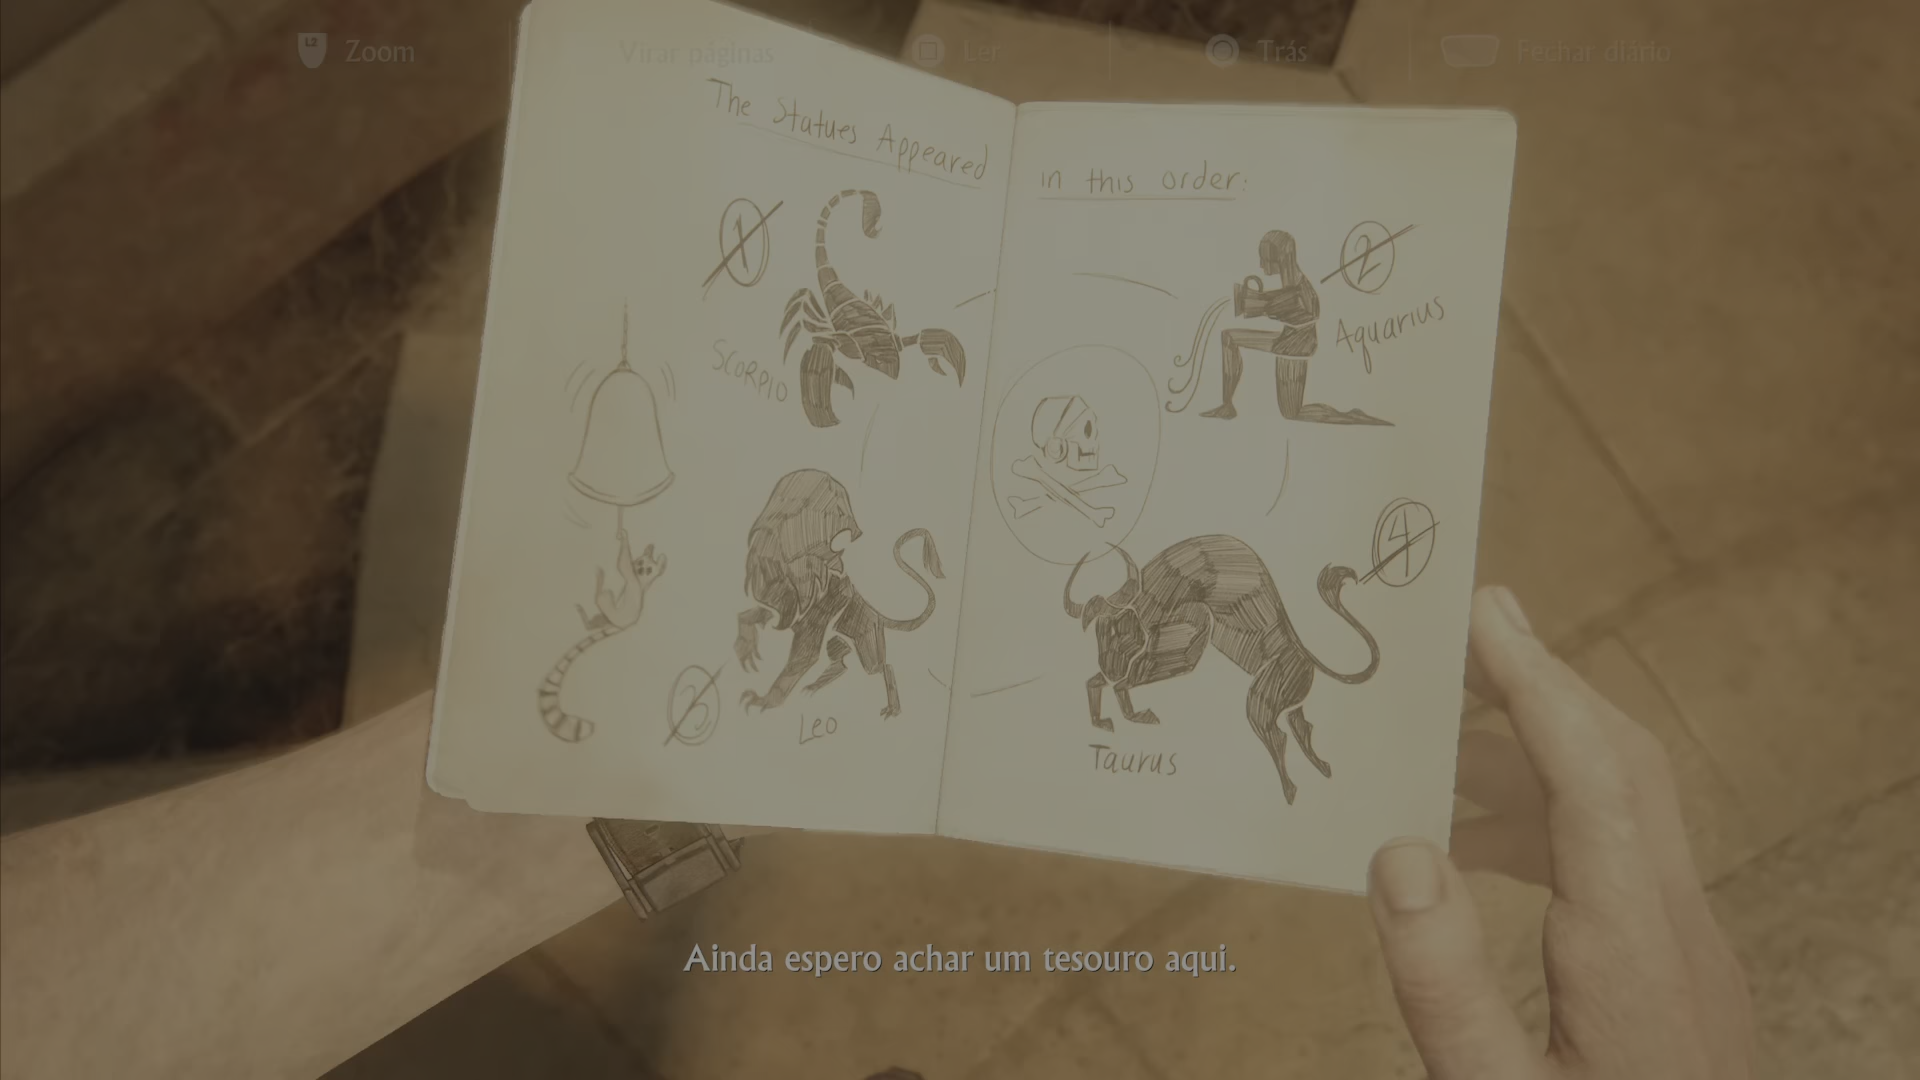 L2 Zoom
Virar páginas
Ler
Trás
Fechar diário
The Statues Appeared
in this order:
1
2
Aquarius
Scorpio
4
3
Leo
Taurus
Ainda espero achar um tesouro aqui.